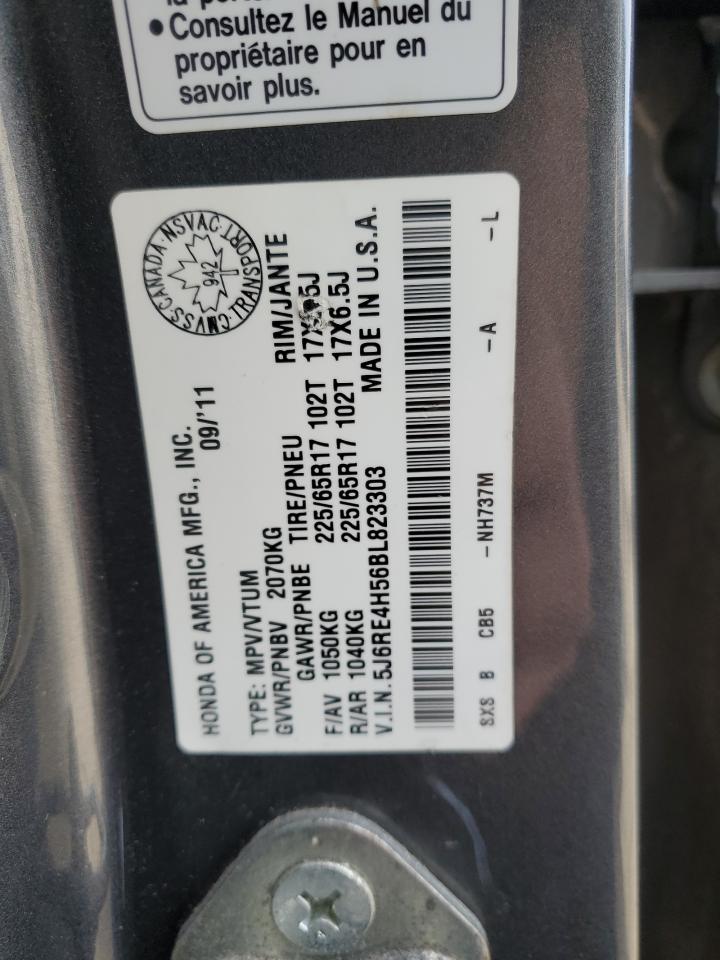 • Consultez le Manuel du
propriétaire pour en
savoir plus.
HONDA OF AMERICA MFG., INC.
09/'11
TYPE: MPV/VTUM
GVWR/PNBV 2070KG
GAWR/PNBE TIRE/PNEU RIM/JANTE
F/AV 1050KG 225/65R17 102T 17X6.5J
R/AR 1040KG 225/65R17 102T 17X6.5J
V.I.N. 5J6RE4H56BL823303 MADE IN U.S.A.
SXS B CB5 -NH737M -A -L
CANADA · NSVAC · TRANSPORT · CMVSS ·
942